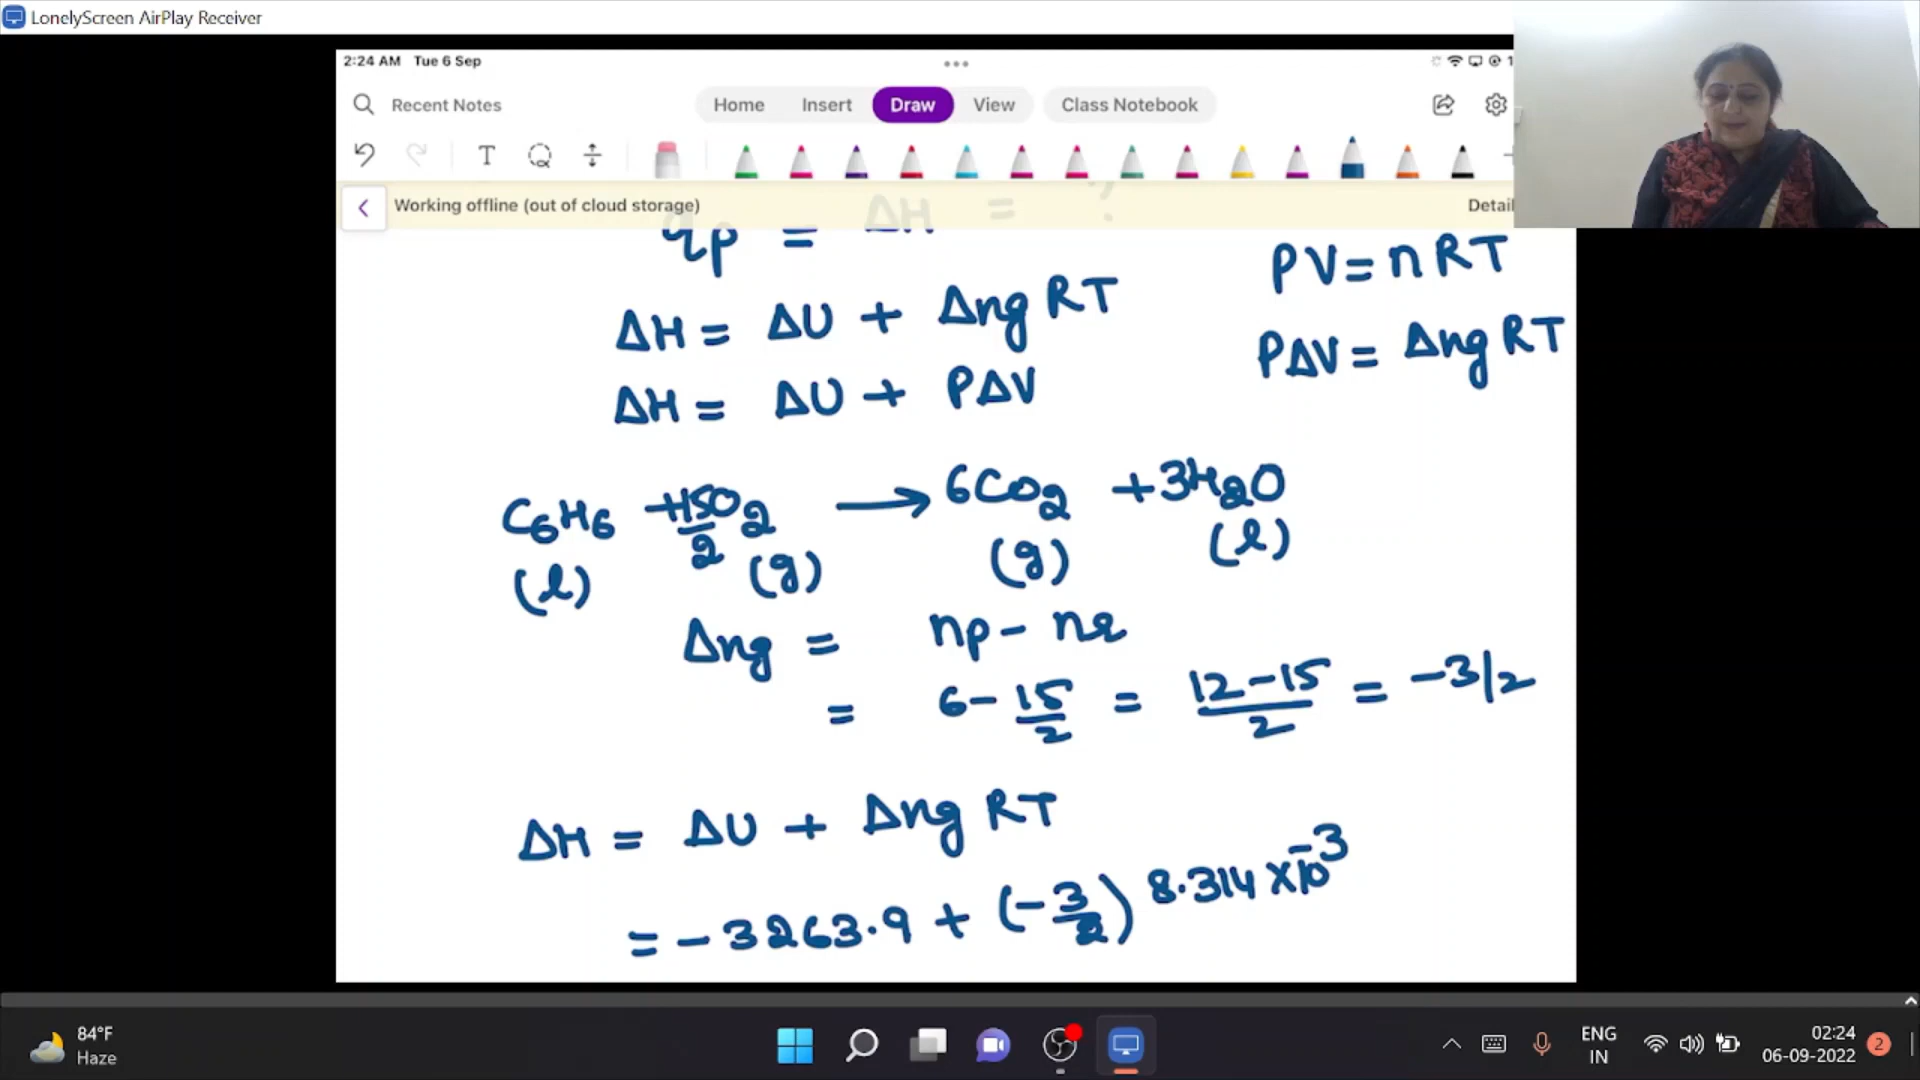 LonelyScreen AirPlay Receiver
2:24 AM Tue 6 Sep
Recent Notes
Home Insert Draw View Class Notebook
Working offline (out of cloud storage)
Detail
qp = ΔH = ?
PV = nRT
ΔH = ΔU + Δng RT
PΔV = Δng RT
ΔH = ΔU + PΔV
C6H6 + 15/2 O2 → 6CO2 + 3H2O
(l) (g) (g) (l)
Δng = np - nr
= 6 - 15/2 = 12-15/2 = -3/2
ΔH = ΔU + Δng RT
= -3263.9 + (-3/2) 8.314 × 10^-3
84°F
Haze
ENG
IN
02:24
06-09-2022
2